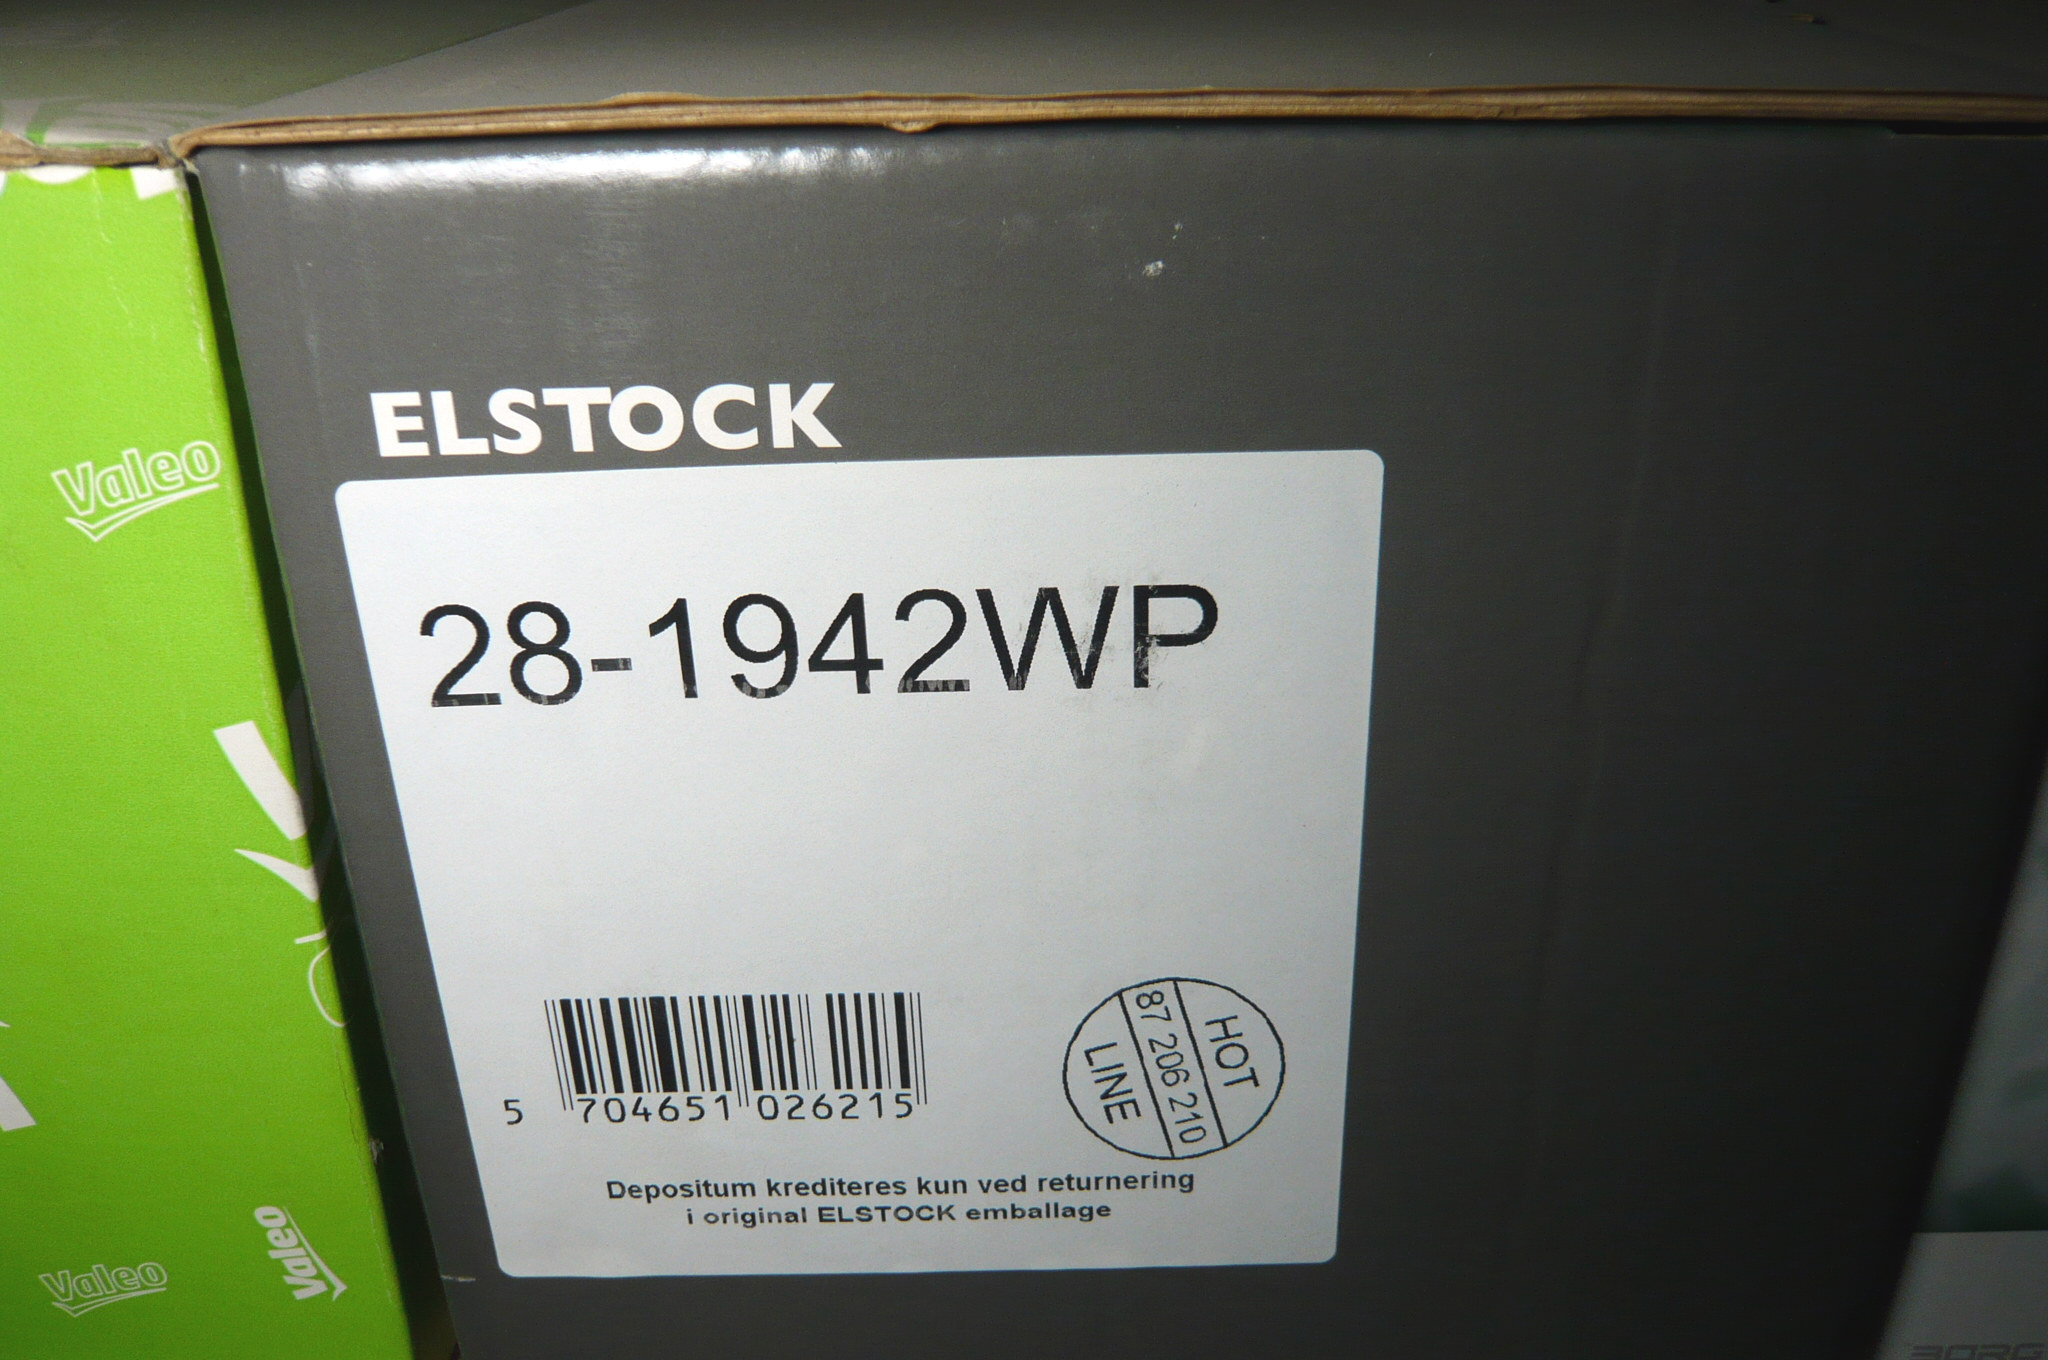 ELSTOCK
28-1942WP
5 704651 026215
HOT
87 206 210
LINE
Depositum krediteres kun ved returnering
i original ELSTOCK emballage
Valeo
Valeo
Valeo